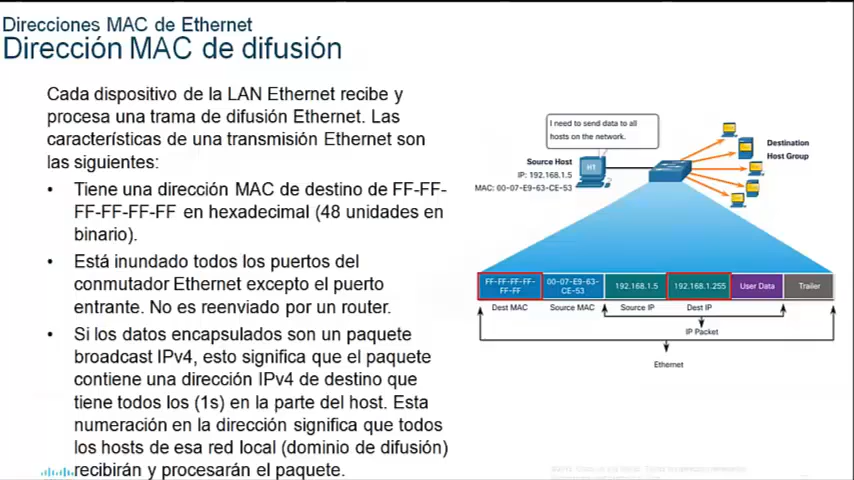 Direcciones MAC de Ethernet
Dirección MAC de difusión
Cada dispositivo de la LAN Ethernet recibe y
procesa una trama de difusión Ethernet. Las
características de una transmisión Ethernet son
las siguientes:
• Tiene una dirección MAC de destino de FF-FF-
FF-FF-FF-FF en hexadecimal (48 unidades en
binario).
• Está inundado todos los puertos del
conmutador Ethernet excepto el puerto
entrante. No es reenviado por un router.
• Si los datos encapsulados son un paquete
broadcast IPv4, esto significa que el paquete
contiene una dirección IPv4 de destino que
tiene todos los (1s) en la parte del host. Esta
numeración en la dirección significa que todos
los hosts de esa red local (dominio de difusión)
recibirán y procesarán el paquete.
I need to send data to all
hosts on the network.
Source Host
IP: 192.168.1.5
MAC: 00-07-E9-63-CE-53
H1
Destination
Host Group
FF-FF-FF-FF-
FF-FF
00-07-E9-63-
CE-53
192.168.1.5
192.168.1.255
User Data
Trailer
Dest MAC
Source MAC
Source IP
Dest IP
IP Packet
Ethernet